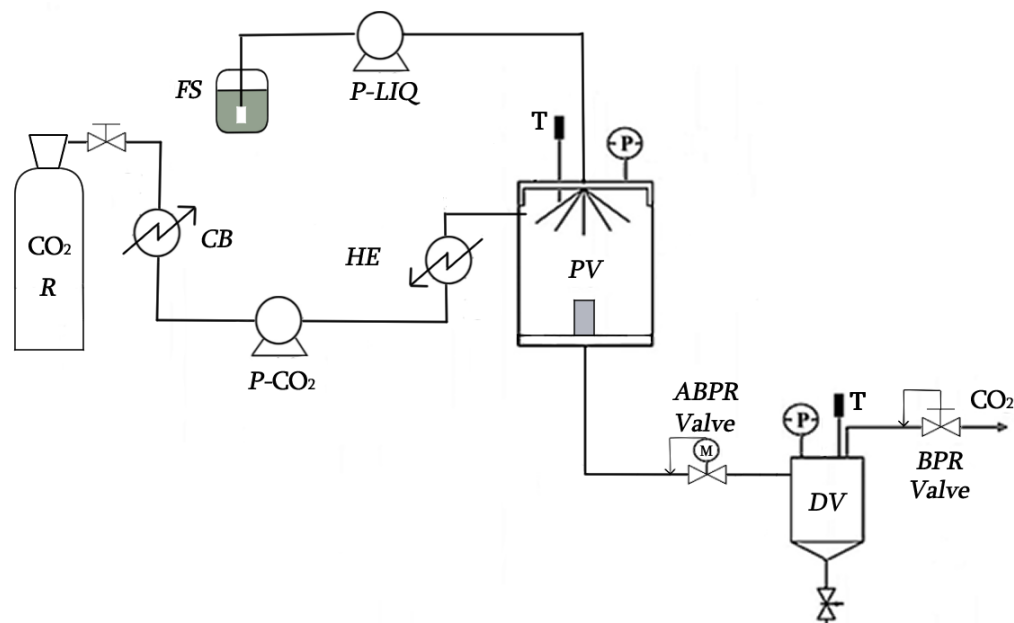 FS
P-LIQ
T
P
CO₂
R
CB
HE
PV
P-CO₂
ABPR
Valve
M
P
T
CO₂
BPR
Valve
DV